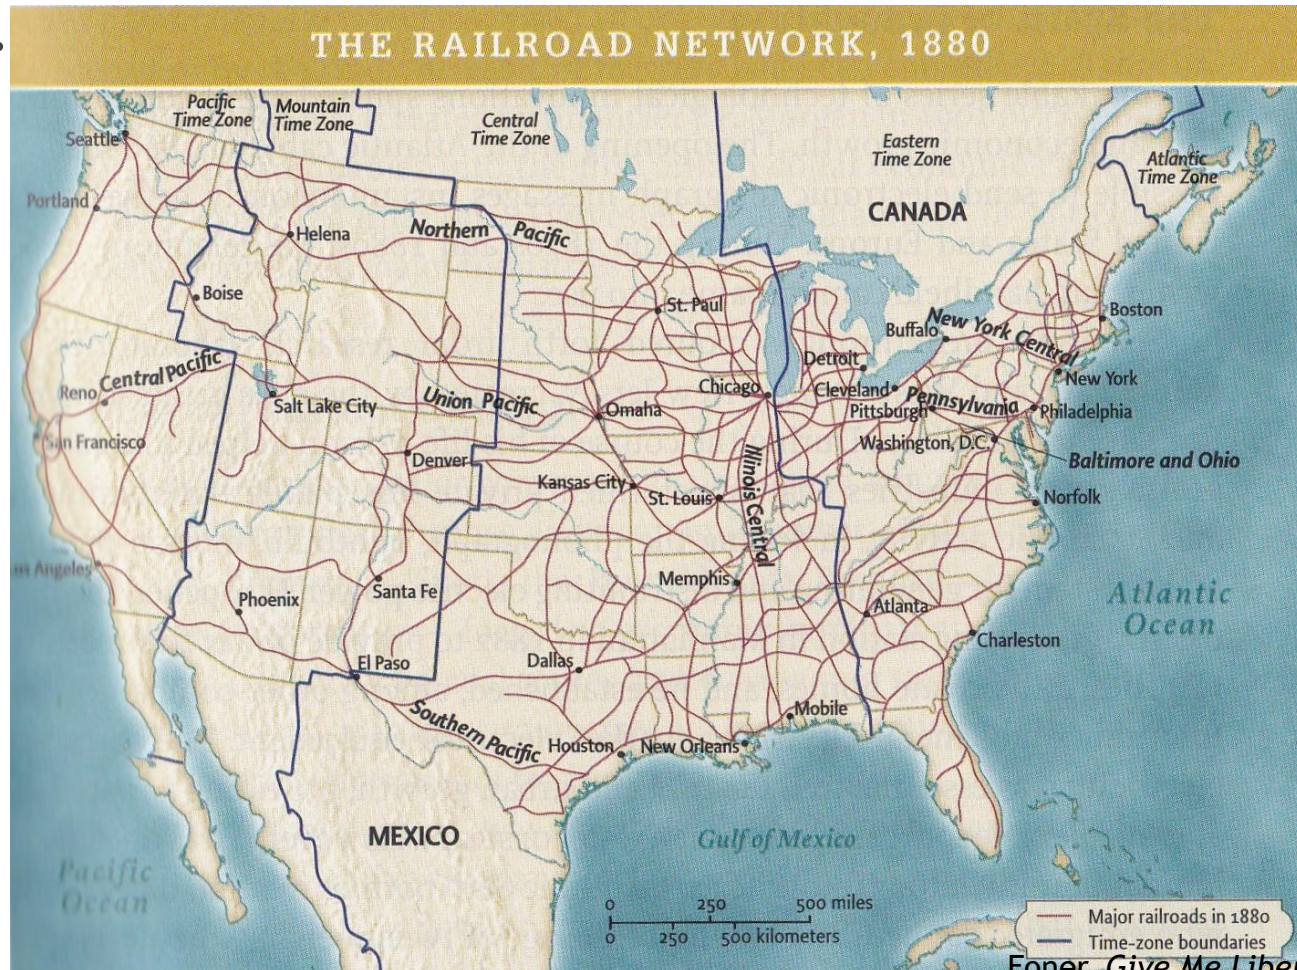 THE RAILROAD NETWORK, 1880
Pacific
Time Zone
Mountain
Time Zone
Central
Time Zone
Eastern
Time Zone
Atlantic
Time Zone
Seattle
Portland
CANADA
Helena
Northern Pacific
Boise
St. Paul
Buffalo
New York Central
Boston
Detroit
Central Pacific
Reno
Chicago
Cleveland
New York
Salt Lake City
Union Pacific
Omaha
Pittsburgh
Pennsylvania
Philadelphia
San Francisco
Denver
Washington, D.C.
Baltimore and Ohio
Kansas City
St. Louis
Illinois Central
Norfolk
Angeles
Santa Fe
Memphis
Phoenix
Atlanta
Atlantic
Ocean
Charleston
El Paso
Dallas
Mobile
Southern Pacific
Houston
New Orleans
MEXICO
Gulf of Mexico
Pacific
Ocean
0 250 500 miles
0 250 500 kilometers
Major railroads in 1880
Time-zone boundaries
Foner, Give Me Liber